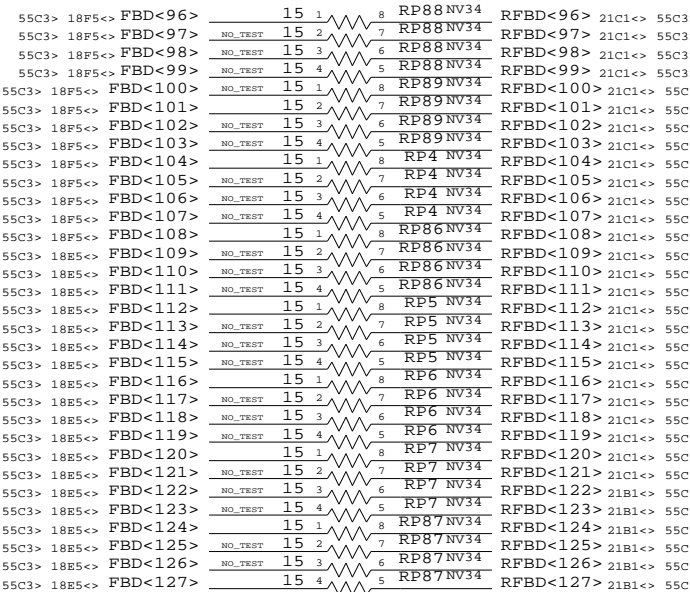 55C3> 18F5<> FBD<96> 15 1 8 RP88 NV34 RFBD<96> 21C1<> 55C3
55C3> 18F5<> FBD<97> NO_TEST 15 2 7 RP88 NV34 RFBD<97> 21C1<> 55C3
55C3> 18F5<> FBD<98> NO_TEST 15 3 6 RP88 NV34 RFBD<98> 21C1<> 55C3
55C3> 18F5<> FBD<99> NO_TEST 15 4 5 RP88 NV34 RFBD<99> 21C1<> 55C3
55C3> 18F5<> FBD<100> NO_TEST 15 1 8 RP89 NV34 RFBD<100> 21C1<> 55C
55C3> 18F5<> FBD<101> 15 2 7 RP89 NV34 RFBD<101> 21C1<> 55C
55C3> 18F5<> FBD<102> NO_TEST 15 3 6 RP89 NV34 RFBD<102> 21C1<> 55C
55C3> 18F5<> FBD<103> NO_TEST 15 4 5 RP89 NV34 RFBD<103> 21C1<> 55C
55C3> 18F5<> FBD<104> 15 1 8 RP4 NV34 RFBD<104> 21C1<> 55C
55C3> 18F5<> FBD<105> NO_TEST 15 2 7 RP4 NV34 RFBD<105> 21C1<> 55C
55C3> 18F5<> FBD<106> NO_TEST 15 3 6 RP4 NV34 RFBD<106> 21C1<> 55C
55C3> 18F5<> FBD<107> NO_TEST 15 4 5 RP4 NV34 RFBD<107> 21C1<> 55C
55C3> 18F5<> FBD<108> 15 1 8 RP86 NV34 RFBD<108> 21C1<> 55C
55C3> 18E5<> FBD<109> NO_TEST 15 2 7 RP86 NV34 RFBD<109> 21C1<> 55C
55C3> 18E5<> FBD<110> NO_TEST 15 3 6 RP86 NV34 RFBD<110> 21C1<> 55C
55C3> 18E5<> FBD<111> NO_TEST 15 4 5 RP86 NV34 RFBD<111> 21C1<> 55C
55C3> 18E5<> FBD<112> 15 1 8 RP5 NV34 RFBD<112> 21C1<> 55C
55C3> 18E5<> FBD<113> NO_TEST 15 2 7 RP5 NV34 RFBD<113> 21C1<> 55C
55C3> 18E5<> FBD<114> NO_TEST 15 3 6 RP5 NV34 RFBD<114> 21C1<> 55C
55C3> 18E5<> FBD<115> NO_TEST 15 4 5 RP5 NV34 RFBD<115> 21C1<> 55C
55C3> 18E5<> FBD<116> 15 1 8 RP6 NV34 RFBD<116> 21C1<> 55C
55C3> 18E5<> FBD<117> NO_TEST 15 2 7 RP6 NV34 RFBD<117> 21C1<> 55C
55C3> 18E5<> FBD<118> NO_TEST 15 3 6 RP6 NV34 RFBD<118> 21C1<> 55C
55C3> 18E5<> FBD<119> NO_TEST 15 4 5 RP6 NV34 RFBD<119> 21C1<> 55C
55C3> 18E5<> FBD<120> 15 1 8 RP7 NV34 RFBD<120> 21C1<> 55C
55C3> 18E5<> FBD<121> NO_TEST 15 2 7 RP7 NV34 RFBD<121> 21C1<> 55C
55C3> 18E5<> FBD<122> NO_TEST 15 3 6 RP7 NV34 RFBD<122> 21B1<> 55C
55C3> 18E5<> FBD<123> NO_TEST 15 4 5 RP7 NV34 RFBD<123> 21B1<> 55C
55C3> 18E5<> FBD<124> 15 1 8 RP87 NV34 RFBD<124> 21B1<> 55C
55C3> 18E5<> FBD<125> NO_TEST 15 2 7 RP87 NV34 RFBD<125> 21B1<> 55C
55C3> 18E5<> FBD<126> NO_TEST 15 3 6 RP87 NV34 RFBD<126> 21B1<> 55C
55C3> 18E5<> FBD<127> 15 4 5 RP87 NV34 RFBD<127> 21B1<> 55C